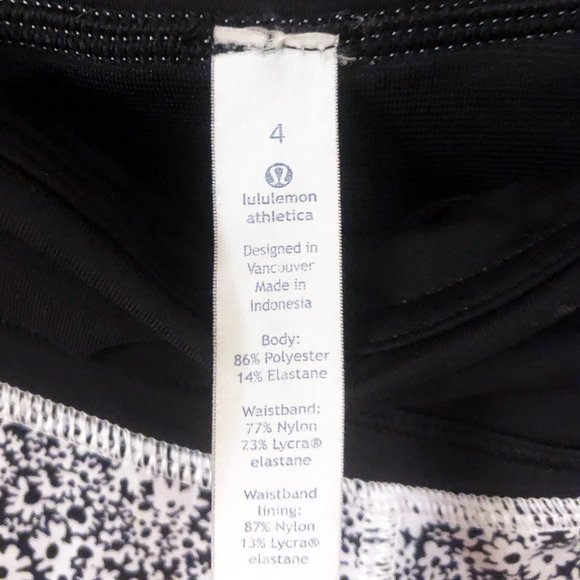 4
lululemon
athletica
Designed in
Vancouver
Made in
Indonesia
Body:
86% Polyester
14% Elastane
Waistband:
77% Nylon
23% Lycra®
elastane
Waistband
lining:
87% Nylon
13% Lycra®
elastane